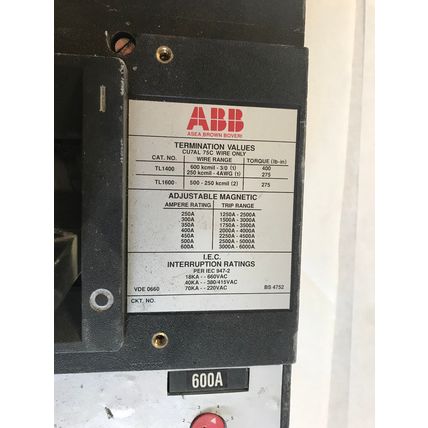 ABB
ASEA BROWN BOVERI
TERMINATION VALUES
CU7AL 75C WIRE ONLY
CAT. NO. WIRE RANGE TORQUE (lb-in)
TL1400 600 kcmil - 3/0 (1) 400
250 kcmil - 4AWG (1) 275
TL1600 500 - 250 kcmil (2) 275
ADJUSTABLE MAGNETIC
AMPERE RATING TRIP RANGE
250A 1250A - 2500A
300A 1500A - 3000A
350A 1750A - 3500A
400A 2000A - 4000A
450A 2250A - 4500A
500A 2500A - 5000A
600A 3000A - 6000A
I.E.C.
INTERRUPTION RATINGS
PER IEC 947-2
18KA - - 660VAC
40KA - - 380/415VAC
VDE 0660 70KA - - 220VAC BS 4752
CKT. NO.
600A